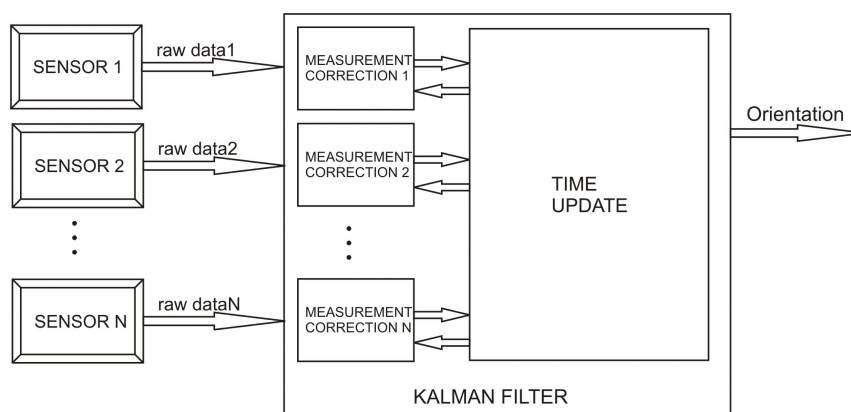 SENSOR 1
raw data1
MEASUREMENT
CORRECTION 1
SENSOR 2
raw data2
MEASUREMENT
CORRECTION 2
TIME
UPDATE
Orientation
SENSOR N
raw dataN
MEASUREMENT
CORRECTION N
KALMAN FILTER